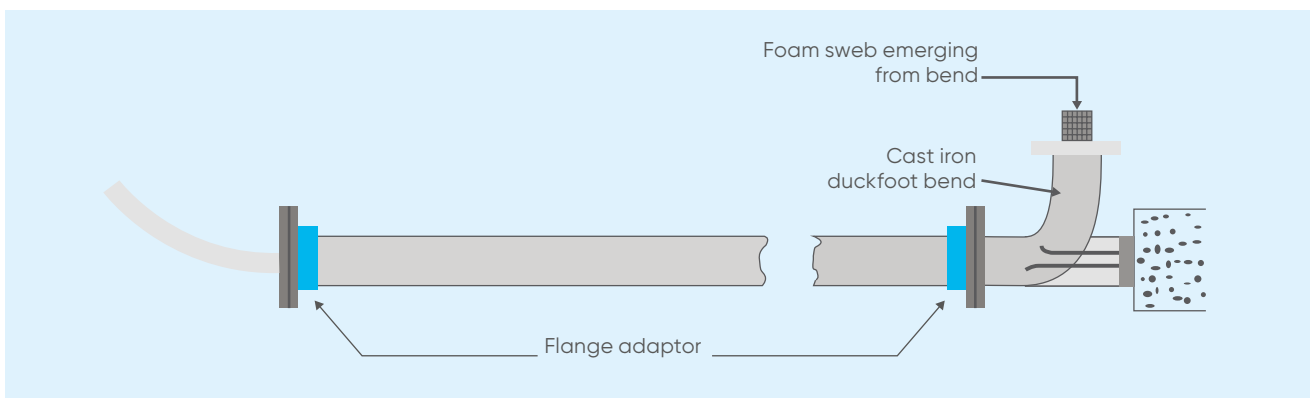 Foam sweb emerging
from bend
Cast iron
duckfoot bend
Flange adaptor